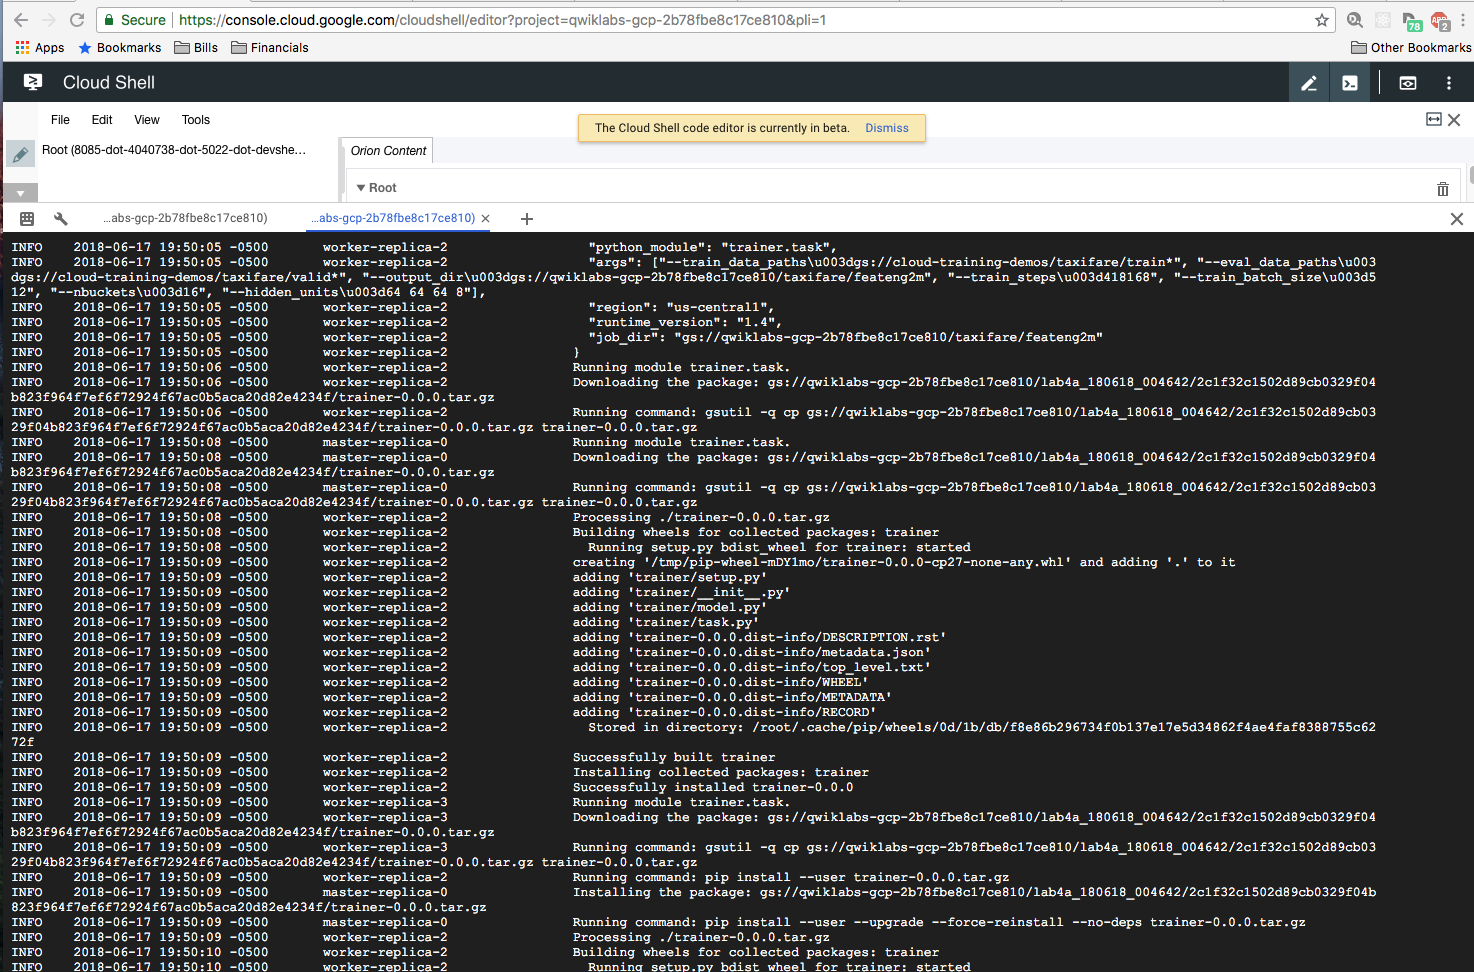 Secure https://console.cloud.google.com/cloudshell/editor?project=qwiklabs-gcp-2b78fbe8c17ce810&pli=1
78 2
Apps Bookmarks Bills Financials Other Bookmarks
Cloud Shell
File Edit View Tools
The Cloud Shell code editor is currently in beta. Dismiss
Root (8085-dot-4040738-dot-5022-dot-devshe...
Orion Content
Root
...abs-gcp-2b78fbe8c17ce810) ...abs-gcp-2b78fbe8c17ce810)
INFO 2018-06-17 19:50:05 -0500 worker-replica-2 "python_module": "trainer.task",
INFO 2018-06-17 19:50:05 -0500 worker-replica-2 "args": ["--train_data_paths\u003dgs://cloud-training-demos/taxifare/train*", "--eval_data_paths\u003
dgs://cloud-training-demos/taxifare/valid*", "--output_dir\u003dgs://qwiklabs-gcp-2b78fbe8c17ce810/taxifare/feateng2m", "--train_steps\u003d418168", "--train_batch_size\u003d5
12", "--nbuckets\u003d16", "--hidden_units\u003d64 64 64 8"],
INFO 2018-06-17 19:50:05 -0500 worker-replica-2 "region": "us-central1",
INFO 2018-06-17 19:50:05 -0500 worker-replica-2 "runtime_version": "1.4",
INFO 2018-06-17 19:50:05 -0500 worker-replica-2 "job_dir": "gs://qwiklabs-gcp-2b78fbe8c17ce810/taxifare/feateng2m"
INFO 2018-06-17 19:50:05 -0500 worker-replica-2 }
INFO 2018-06-17 19:50:06 -0500 worker-replica-2 Running module trainer.task.
INFO 2018-06-17 19:50:06 -0500 worker-replica-2 Downloading the package: gs://qwiklabs-gcp-2b78fbe8c17ce810/lab4a_180618_004642/2c1f32c1502d89cb0329f04
b823f964f7ef6f72924f67ac0b5aca20d82e4234f/trainer-0.0.0.tar.gz
INFO 2018-06-17 19:50:06 -0500 worker-replica-2 Running command: gsutil -q cp gs://qwiklabs-gcp-2b78fbe8c17ce810/lab4a_180618_004642/2c1f32c1502d89cb03
29f04b823f964f7ef6f72924f67ac0b5aca20d82e4234f/trainer-0.0.0.tar.gz trainer-0.0.0.tar.gz
INFO 2018-06-17 19:50:08 -0500 master-replica-0 Running module trainer.task.
INFO 2018-06-17 19:50:08 -0500 master-replica-0 Downloading the package: gs://qwiklabs-gcp-2b78fbe8c17ce810/lab4a_180618_004642/2c1f32c1502d89cb0329f04
b823f964f7ef6f72924f67ac0b5aca20d82e4234f/trainer-0.0.0.tar.gz
INFO 2018-06-17 19:50:08 -0500 master-replica-0 Running command: gsutil -q cp gs://qwiklabs-gcp-2b78fbe8c17ce810/lab4a_180618_004642/2c1f32c1502d89cb03
29f04b823f964f7ef6f72924f67ac0b5aca20d82e4234f/trainer-0.0.0.tar.gz trainer-0.0.0.tar.gz
INFO 2018-06-17 19:50:08 -0500 worker-replica-2 Processing ./trainer-0.0.0.tar.gz
INFO 2018-06-17 19:50:08 -0500 worker-replica-2 Building wheels for collected packages: trainer
INFO 2018-06-17 19:50:08 -0500 worker-replica-2 Running setup.py bdist_wheel for trainer: started
INFO 2018-06-17 19:50:09 -0500 worker-replica-2 creating '/tmp/pip-wheel-mDY1mo/trainer-0.0.0-cp27-none-any.whl' and adding '.' to it
INFO 2018-06-17 19:50:09 -0500 worker-replica-2 adding 'trainer/setup.py'
INFO 2018-06-17 19:50:09 -0500 worker-replica-2 adding 'trainer/__init__.py'
INFO 2018-06-17 19:50:09 -0500 worker-replica-2 adding 'trainer/model.py'
INFO 2018-06-17 19:50:09 -0500 worker-replica-2 adding 'trainer/task.py'
INFO 2018-06-17 19:50:09 -0500 worker-replica-2 adding 'trainer-0.0.0.dist-info/DESCRIPTION.rst'
INFO 2018-06-17 19:50:09 -0500 worker-replica-2 adding 'trainer-0.0.0.dist-info/metadata.json'
INFO 2018-06-17 19:50:09 -0500 worker-replica-2 adding 'trainer-0.0.0.dist-info/top_level.txt'
INFO 2018-06-17 19:50:09 -0500 worker-replica-2 adding 'trainer-0.0.0.dist-info/WHEEL'
INFO 2018-06-17 19:50:09 -0500 worker-replica-2 adding 'trainer-0.0.0.dist-info/METADATA'
INFO 2018-06-17 19:50:09 -0500 worker-replica-2 adding 'trainer-0.0.0.dist-info/RECORD'
INFO 2018-06-17 19:50:09 -0500 worker-replica-2 Stored in directory: /root/.cache/pip/wheels/0d/1b/db/f8e86b296734f0b137e17e5d34862f4ae4faf8388755c62
72f
INFO 2018-06-17 19:50:09 -0500 worker-replica-2 Successfully built trainer
INFO 2018-06-17 19:50:09 -0500 worker-replica-2 Installing collected packages: trainer
INFO 2018-06-17 19:50:09 -0500 worker-replica-2 Successfully installed trainer-0.0.0
INFO 2018-06-17 19:50:09 -0500 worker-replica-3 Running module trainer.task.
INFO 2018-06-17 19:50:09 -0500 worker-replica-3 Downloading the package: gs://qwiklabs-gcp-2b78fbe8c17ce810/lab4a_180618_004642/2c1f32c1502d89cb0329f04
b823f964f7ef6f72924f67ac0b5aca20d82e4234f/trainer-0.0.0.tar.gz
INFO 2018-06-17 19:50:09 -0500 worker-replica-3 Running command: gsutil -q cp gs://qwiklabs-gcp-2b78fbe8c17ce810/lab4a_180618_004642/2c1f32c1502d89cb03
29f04b823f964f7ef6f72924f67ac0b5aca20d82e4234f/trainer-0.0.0.tar.gz trainer-0.0.0.tar.gz
INFO 2018-06-17 19:50:09 -0500 worker-replica-2 Running command: pip install --user trainer-0.0.0.tar.gz
INFO 2018-06-17 19:50:09 -0500 master-replica-0 Installing the package: gs://qwiklabs-gcp-2b78fbe8c17ce810/lab4a_180618_004642/2c1f32c1502d89cb0329f04b
823f964f7ef6f72924f67ac0b5aca20d82e4234f/trainer-0.0.0.tar.gz
INFO 2018-06-17 19:50:09 -0500 master-replica-0 Running command: pip install --user --upgrade --force-reinstall --no-deps trainer-0.0.0.tar.gz
INFO 2018-06-17 19:50:09 -0500 worker-replica-2 Processing ./trainer-0.0.0.tar.gz
INFO 2018-06-17 19:50:10 -0500 worker-replica-2 Building wheels for collected packages: trainer
INFO 2018-06-17 19:50:10 -0500 worker-replica-2 Running setup.py bdist_wheel for trainer: started